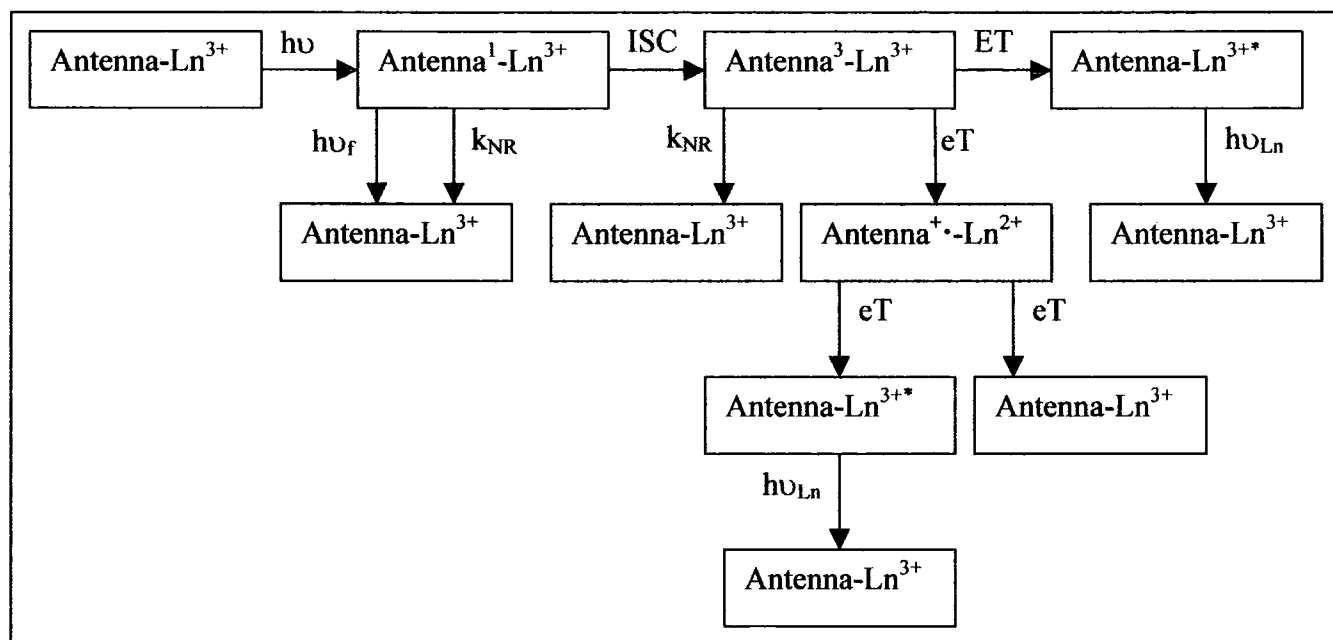 Antenna-Ln³⁺ hυ Antenna¹-Ln³⁺ ISC Antenna³-Ln³⁺ ET Antenna-Ln³⁺*
hυf kNR kNR eT hυLn
Antenna-Ln³⁺ Antenna-Ln³⁺ Antenna⁺·-Ln²⁺ Antenna-Ln³⁺
eT eT
Antenna-Ln³⁺* Antenna-Ln³⁺
hυLn
Antenna-Ln³⁺